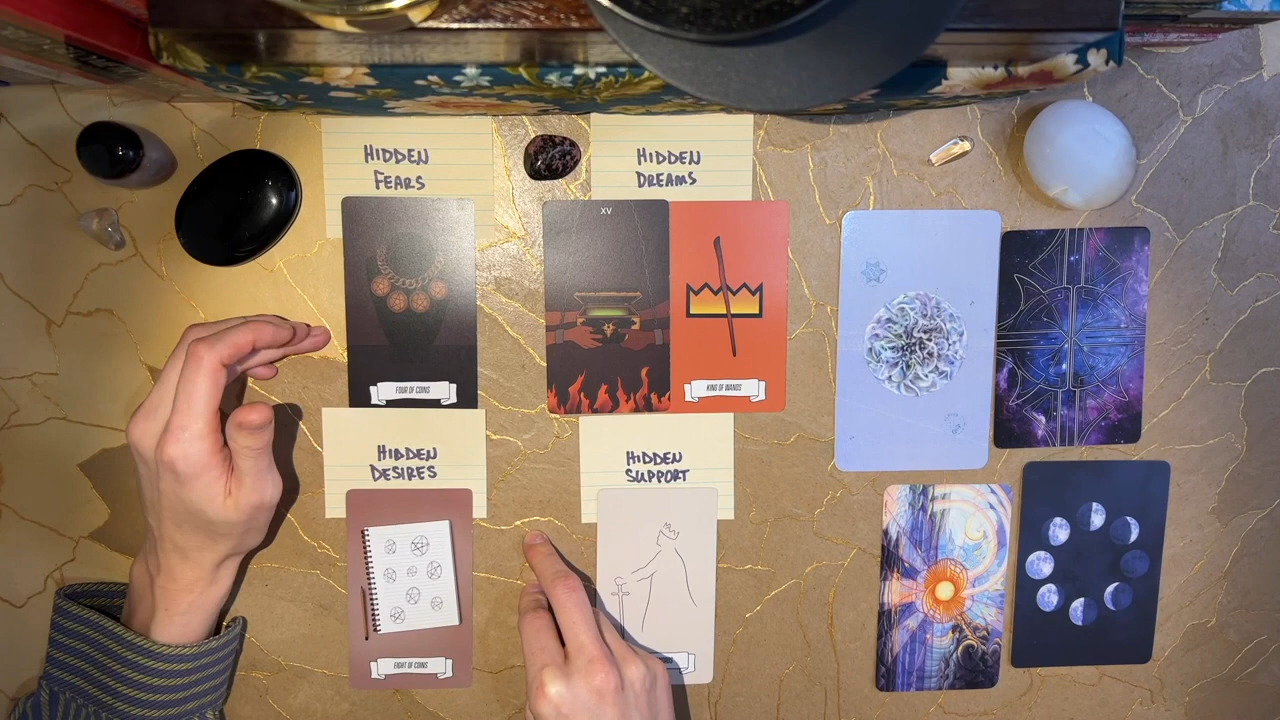 HIDDEN
FEARS
HIDDEN
DREAMS
XV
FOUR OF COINS
KING OF WANDS
HIDDEN
DESIRES
HIDDEN
SUPPORT
EIGHT OF COINS